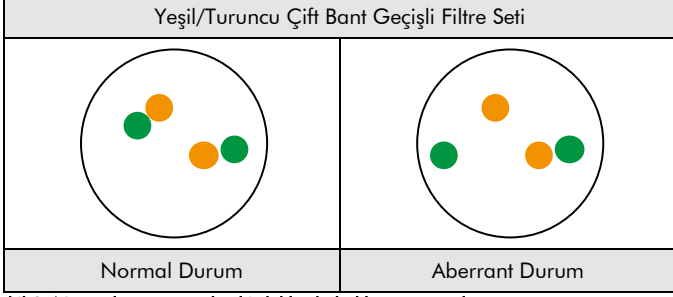 Yeşil/Turuncu Çift Bant Geçişli Filtre Seti
Normal Durum
Aberrant Durum